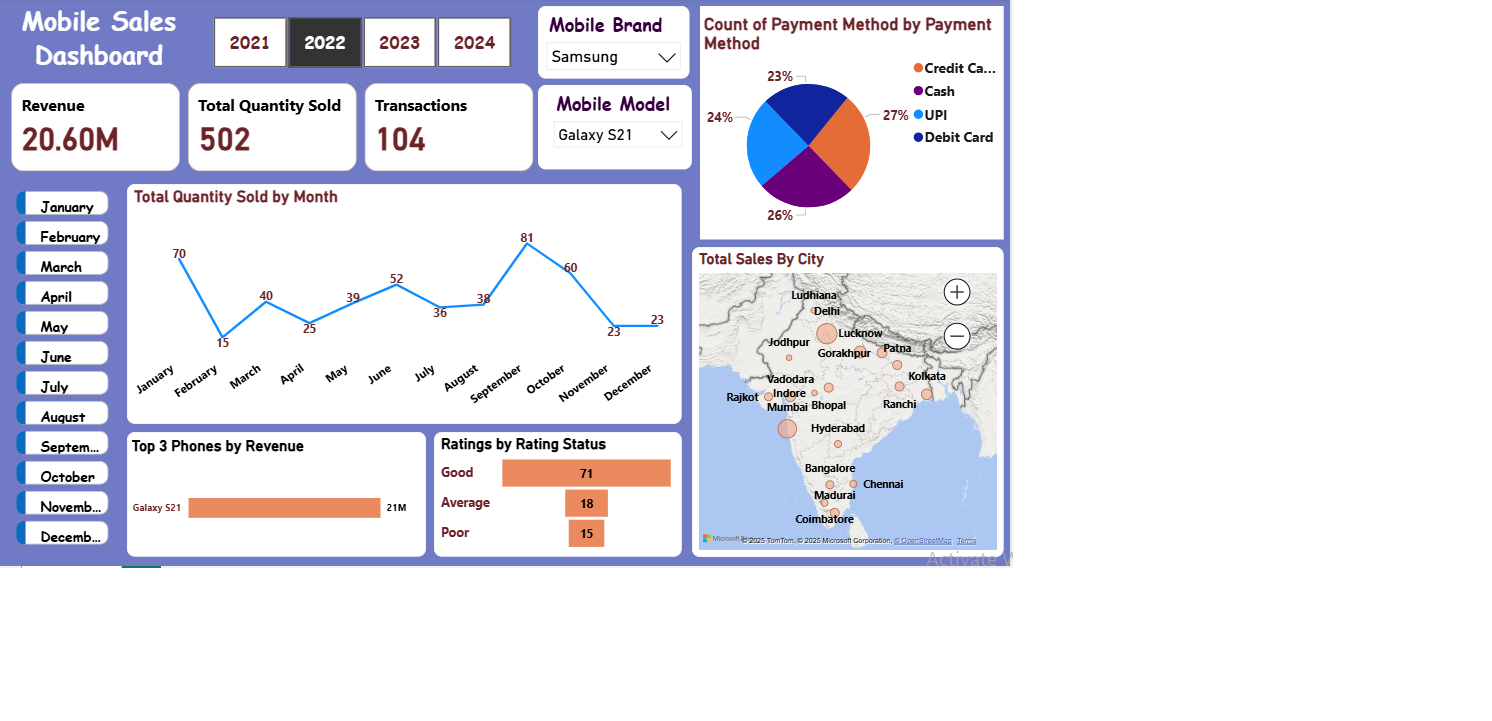 Mobile Sales
Dashboard
2021
2022
2023
2024
Mobile Brand
Samsung
Mobile Model
Galaxy S21
Revenue
20.60M
Total Quantity Sold
502
Transactions
104
Count of Payment Method by Payment
Method
23%
27%
24%
26%
Credit Ca...
Cash
UPI
Debit Card
January
February
March
April
May
June
July
August
Septem...
October
Novemb...
Decemb...
Total Quantity Sold by Month
70
15
40
25
39
52
36
38
81
60
23
23
January
February
March
April
May
June
July
August
September
October
November
December
Top 3 Phones by Revenue
Galaxy S21
21M
Ratings by Rating Status
Good
71
Average
18
Poor
15
Total Sales By City
Ludhiana
Delhi
Lucknow
Jodhpur
Gorakhpur
Patna
Kolkata
Vadodara
Indore
Rajkot
Mumbai
Bhopal
Ranchi
Hyderabad
Bangalore
Chennai
Madurai
Coimbatore
Microsoft
© 2025 TomTom, © 2025 Microsoft Corporation, © OpenStreetMap Terms
Activate